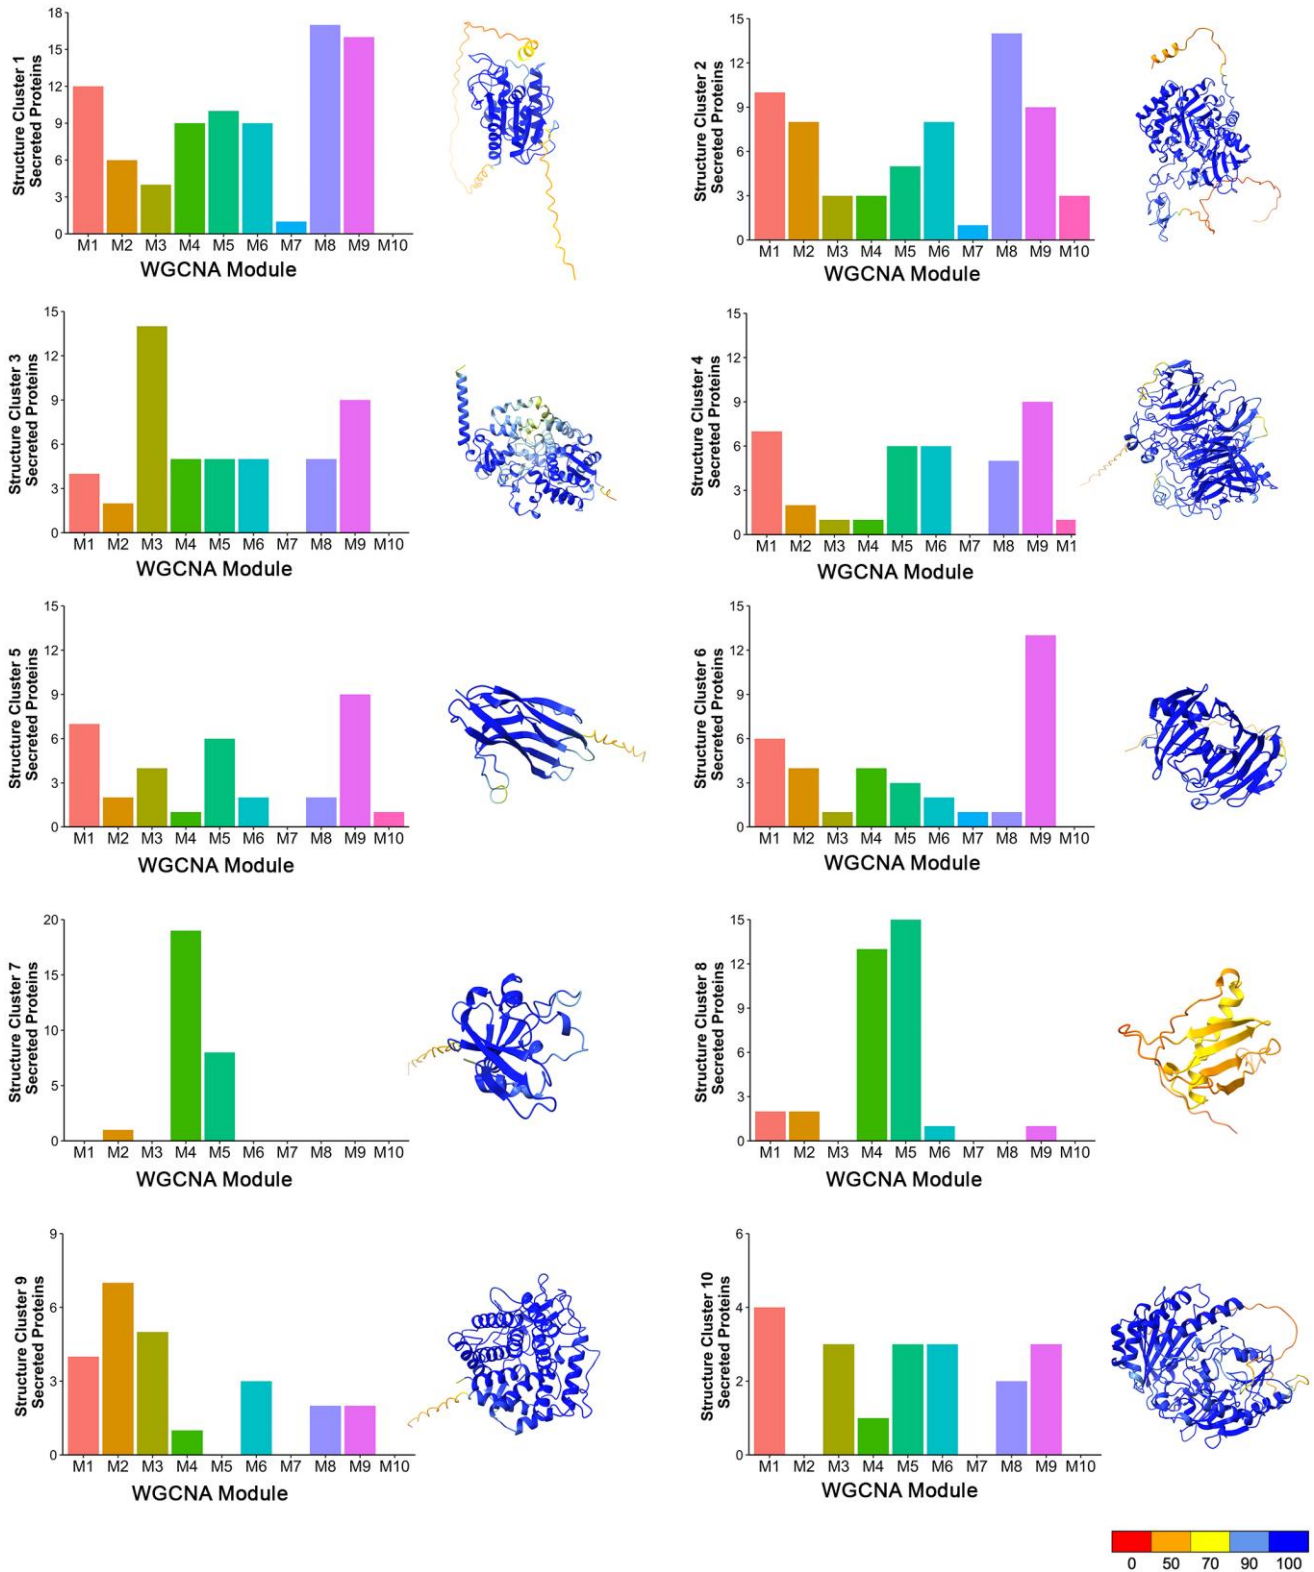 Structure Cluster 1
Secreted Proteins
18
15
12
9
6
3
0
M1 M2 M3 M4 M5 M6 M7 M8 M9 M10
WGCNA Module
Structure Cluster 2
Secreted Proteins
15
12
9
6
3
0
M1 M2 M3 M4 M5 M6 M7 M8 M9 M10
WGCNA Module
Structure Cluster 3
Secreted Proteins
15
12
9
6
3
0
M1 M2 M3 M4 M5 M6 M7 M8 M9 M10
WGCNA Module
Structure Cluster 4
Secreted Proteins
15
12
9
6
3
0
M1 M2 M3 M4 M5 M6 M7 M8 M9 M1
WGCNA Module
Structure Cluster 5
Secreted Proteins
15
12
9
6
3
0
M1 M2 M3 M4 M5 M6 M7 M8 M9 M10
WGCNA Module
Structure Cluster 6
Secreted Proteins
15
12
9
6
3
0
M1 M2 M3 M4 M5 M6 M7 M8 M9 M10
WGCNA Module
Structure Cluster 7
Secreted Proteins
20
15
10
5
0
M1 M2 M3 M4 M5 M6 M7 M8 M9 M10
WGCNA Module
Structure Cluster 8
Secreted Proteins
15
12
9
6
3
0
M1 M2 M3 M4 M5 M6 M7 M8 M9 M10
WGCNA Module
Structure Cluster 9
Secreted Proteins
9
6
3
0
M1 M2 M3 M4 M5 M6 M7 M8 M9 M10
WGCNA Module
Structure Cluster 10
Secreted Proteins
6
4
2
0
M1 M2 M3 M4 M5 M6 M7 M8 M9 M10
WGCNA Module
0 50 70 90 100